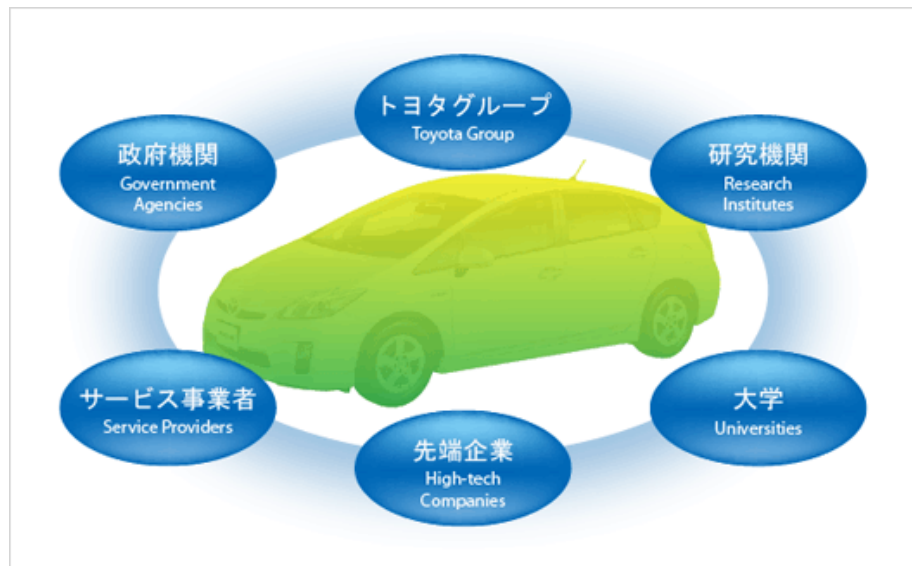 トヨタグループ
Toyota Group
政府機関
Government
Agencies
研究機関
Research
Institutes
サービス事業者
Service Providers
大学
Universities
先端企業
High-tech
Companies